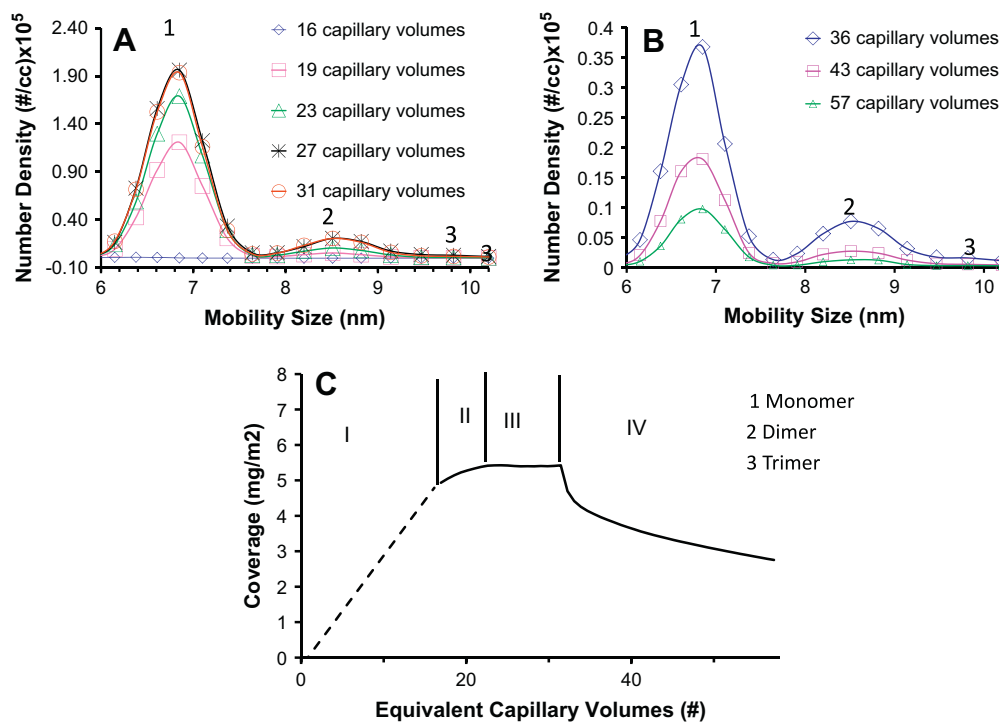 A
Number Density (#/cc)x10⁵
2.40
1.90
1.40
0.90
0.40
-0.10
6
7
8
9
10
Mobility Size (nm)
1
2
3
3
16 capillary volumes
19 capillary volumes
23 capillary volumes
27 capillary volumes
31 capillary volumes
B
Number Density (#/cc)x10⁵
0.4
0.35
0.3
0.25
0.2
0.15
0.1
0.05
0
6
7
8
9
10
Mobility Size (nm)
1
2
3
36 capillary volumes
43 capillary volumes
57 capillary volumes
C
Coverage (mg/m2)
8
7
6
5
4
3
2
1
0
0
20
40
Equivalent Capillary Volumes (#)
I
II
III
IV
1 Monomer
2 Dimer
3 Trimer